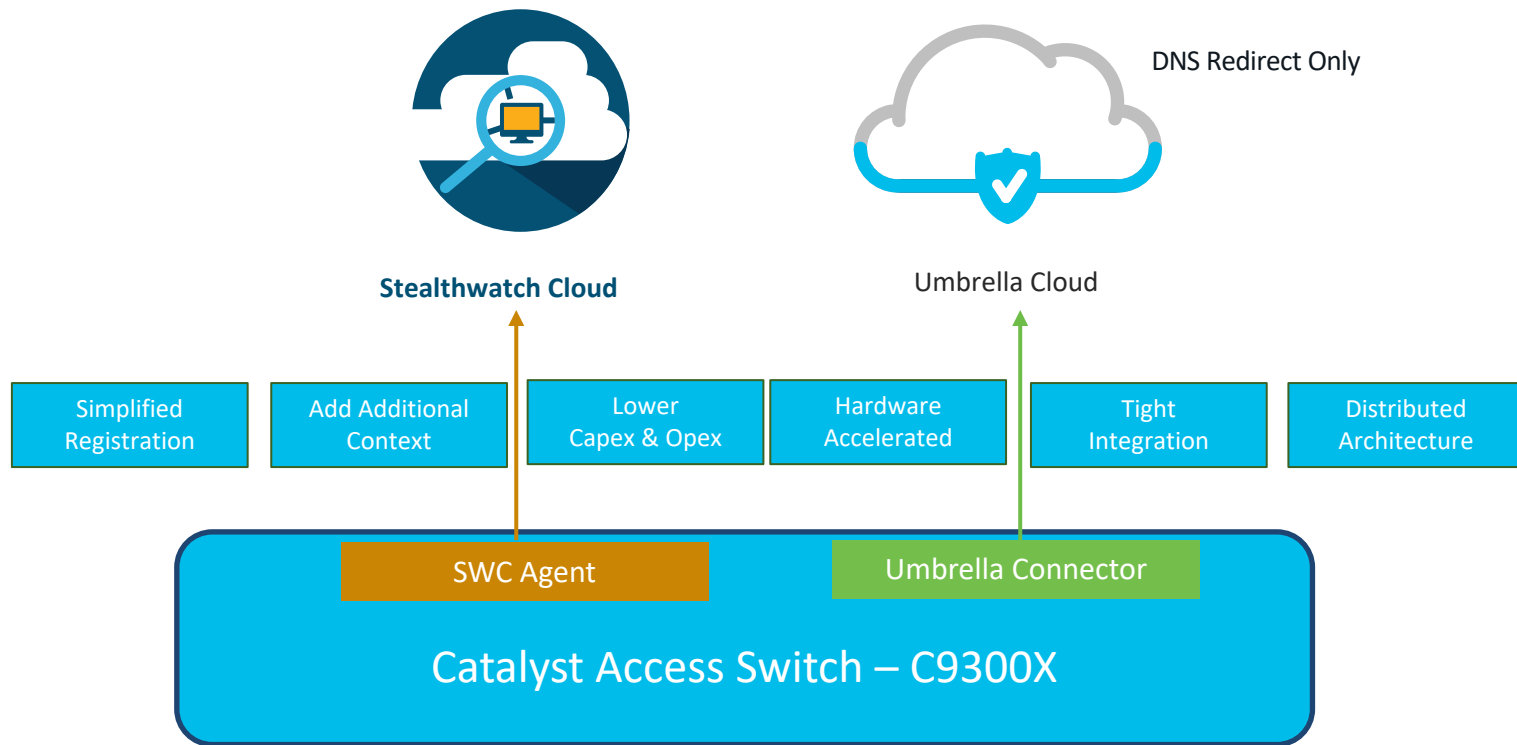 DNS Redirect Only
Stealthwatch Cloud
Umbrella Cloud
Simplified
Registration
Add Additional
Context
Lower
Capex & Opex
Hardware
Accelerated
Tight
Integration
Distributed
Architecture
SWC Agent
Umbrella Connector
Catalyst Access Switch – C9300X